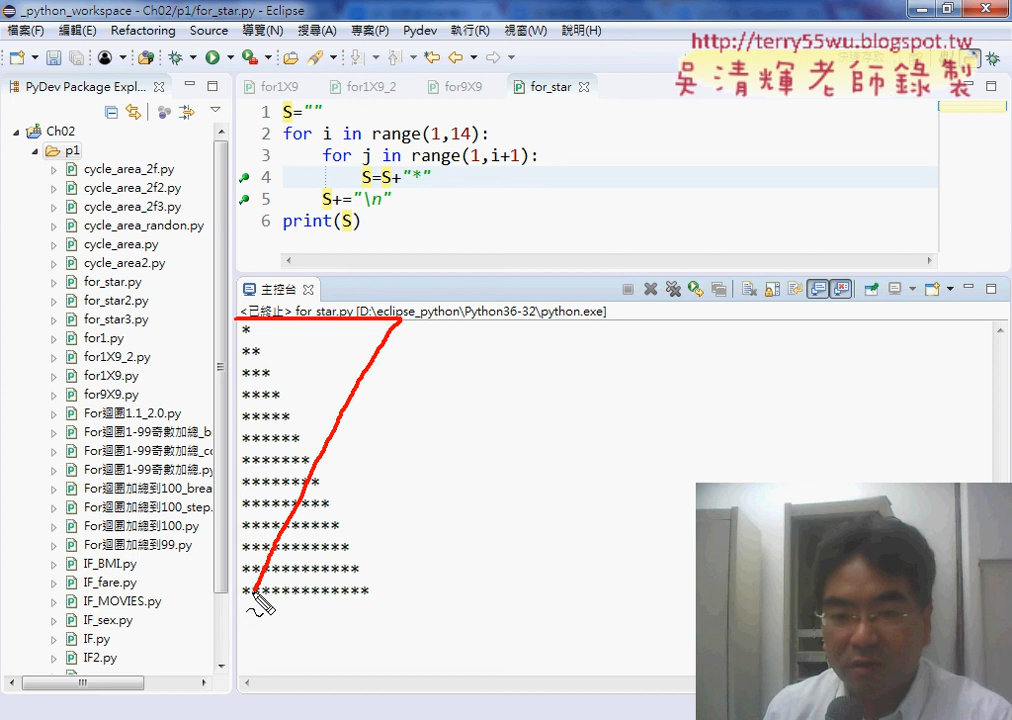 _python_workspace - Ch02/p1/for_star.py - Eclipse
檔案(F) 編輯(E) Refactoring Source 導覽(N) 搜尋(A) 專案(P) Pydev 執行(R) 視窗(W) 說明(H)
http://terry55wu.blogspot.tw
吳清輝老師錄製
PyDev Package Expl...
for1X9 for1X9_2 for9X9 for_star
Ch02
p1
cycle_area_2f.py
cycle_area_2f2.py
cycle_area_2f3.py
cycle_area_randon.py
cycle_area.py
cycle_area2.py
for_star.py
for_star2.py
for_star3.py
for1.py
for1X9_2.py
for1X9.py
for9X9.py
For迴圈1.1_2.0.py
For迴圈1-99奇數加總_b
For迴圈1-99奇數加總_cc
For迴圈1-99奇數加總.py
For迴圈加總到100_brea
For迴圈加總到100_step.
For迴圈加總到100.py
For迴圈加總到99.py
IF_BMI.py
IF_fare.py
IF_MOVIES.py
IF_sex.py
IF.py
IF2.py
1 S=""
2 for i in range(1,14):
3 for j in range(1,i+1):
4 S=S+"*"
5 S+="\n"
6 print(S)
主控台
<已終止> for_star.py [D:\eclipse_python\Python36-32\python.exe]
*
**
***
****
*****
******
*******
********
*********
**********
***********
************
*************